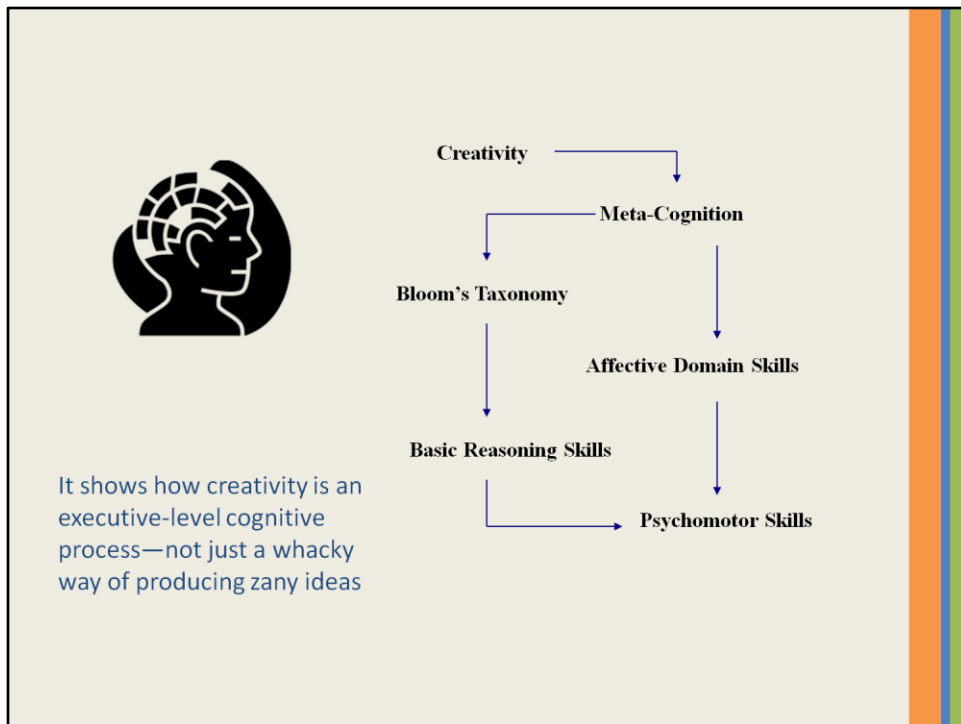 Creativity
Meta-Cognition
Bloom's Taxonomy
Affective Domain Skills
Basic Reasoning Skills
Psychomotor Skills
It shows how creativity is an
executive-level cognitive
process—not just a whacky
way of producing zany ideas